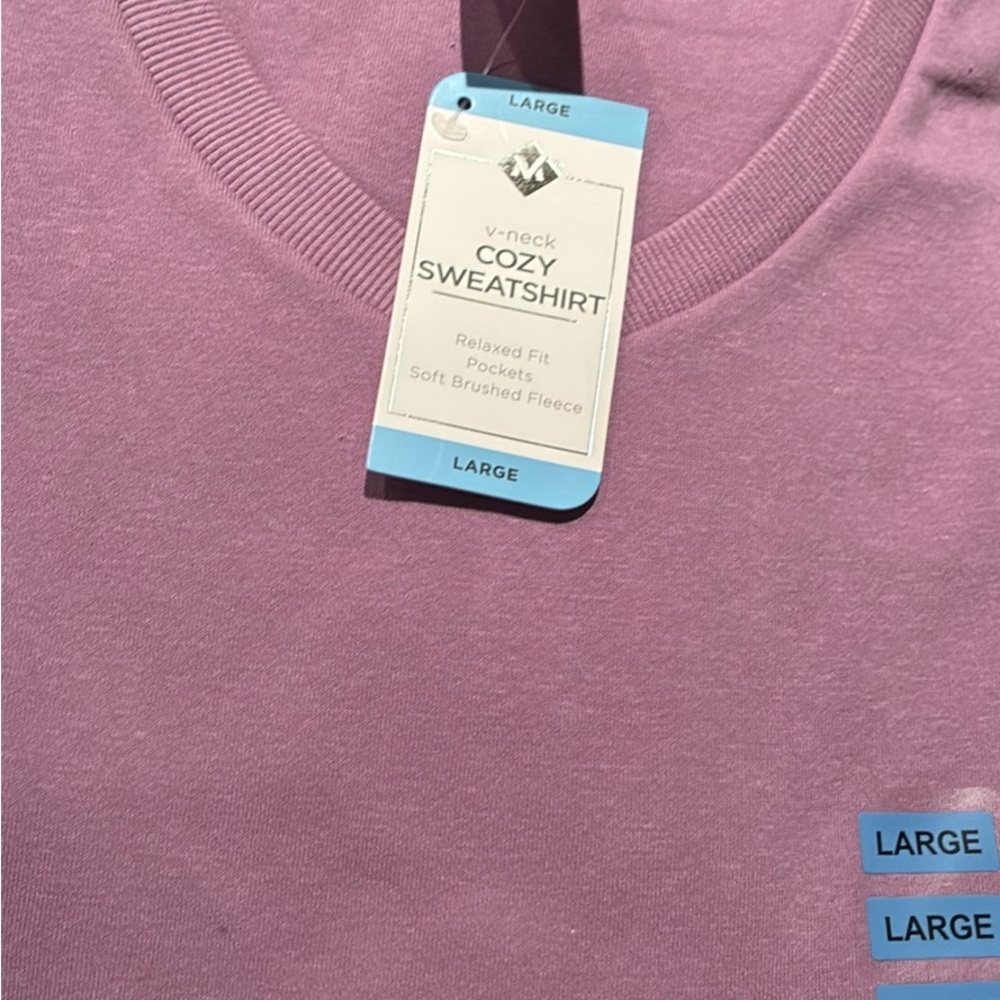 LARGE
M
v-neck
COZY
SWEATSHIRT
Relaxed Fit
Pockets
Soft Brushed Fleece
LARGE
LARGE
LARGE